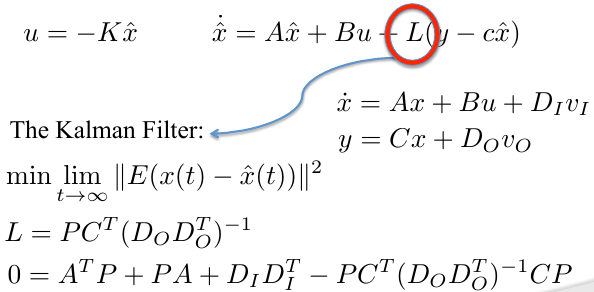 u = −Kx̂    x̂̇ = Ax̂ + Bu + L(y − cx̂)
ẋ = Ax + Bu + D_I v_I
The Kalman Filter:
y = Cx + D_O v_O
min lim_{t→∞} ‖E(x(t) − x̂(t))‖²
L = PC^T(D_O D_O^T)^{−1}
0 = A^T P + PA + D_I D_I^T − PC^T(D_O D_O^T)^{−1}CP